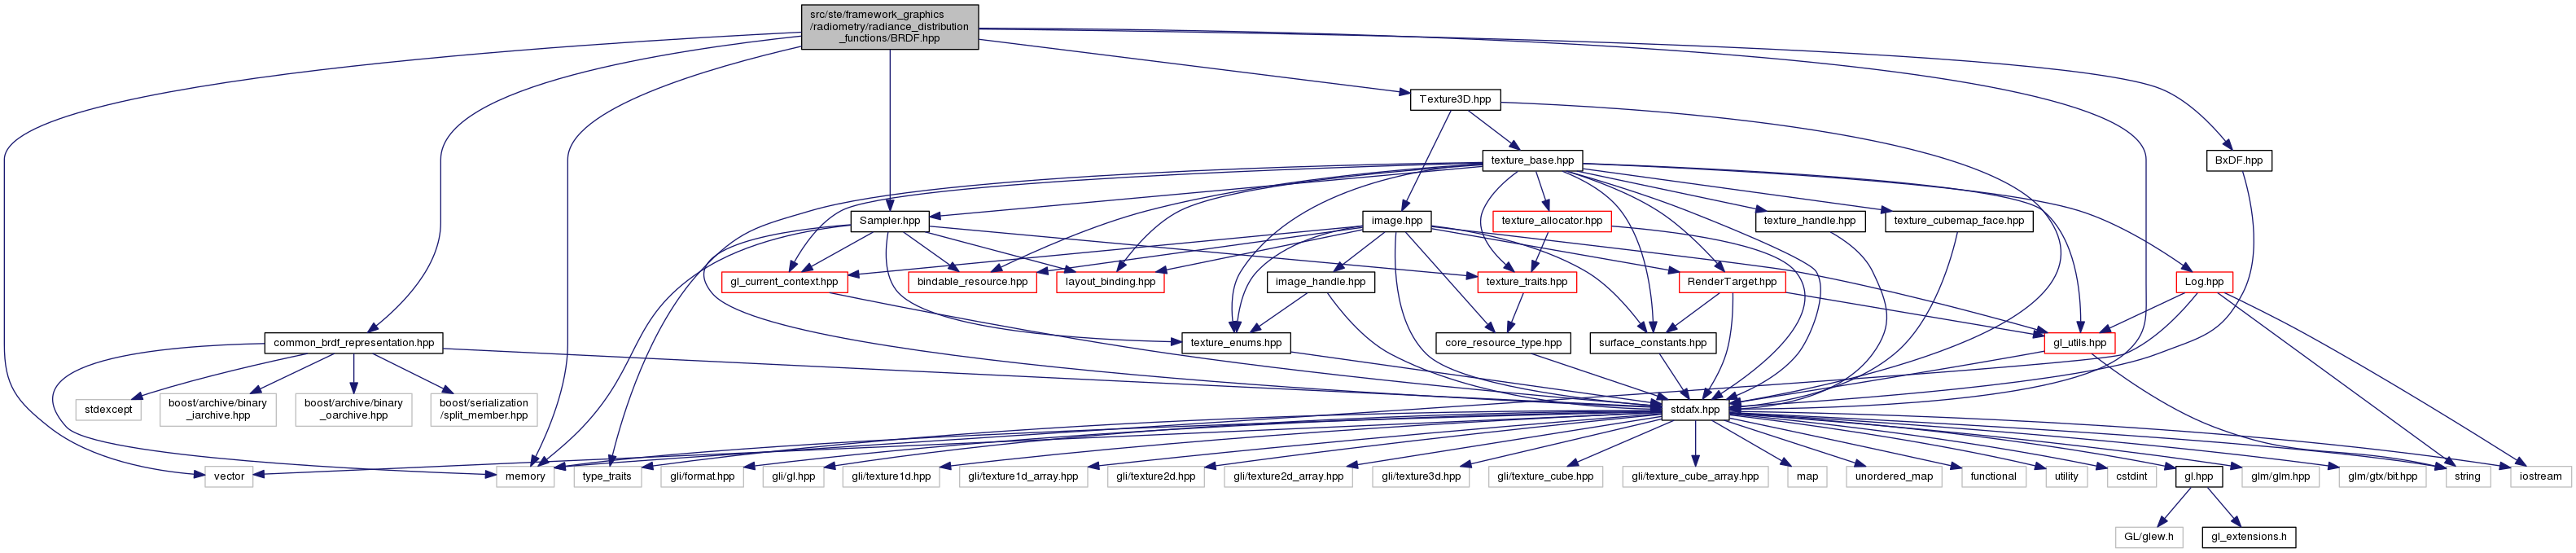 src/ste/framework_graphics
/radiometry/radiance_distribution
_functions/BRDF.hpp
Texture3D.hpp
texture_base.hpp
BxDF.hpp
Sampler.hpp
image.hpp
texture_allocator.hpp
texture_handle.hpp
texture_cubemap_face.hpp
gl_current_context.hpp
bindable_resource.hpp
layout_binding.hpp
image_handle.hpp
texture_traits.hpp
RenderTarget.hpp
Log.hpp
common_brdf_representation.hpp
texture_enums.hpp
core_resource_type.hpp
surface_constants.hpp
gl_utils.hpp
stdexcept
boost/archive/binary
_iarchive.hpp
boost/archive/binary
_oarchive.hpp
boost/serialization
/split_member.hpp
stdafx.hpp
vector
memory
type_traits
gli/format.hpp
gli/gl.hpp
gli/texture1d.hpp
gli/texture1d_array.hpp
gli/texture2d.hpp
gli/texture2d_array.hpp
gli/texture3d.hpp
gli/texture_cube.hpp
gli/texture_cube_array.hpp
map
unordered_map
functional
utility
cstdint
gl.hpp
glm/glm.hpp
glm/gtx/bit.hpp
string
iostream
GL/glew.h
gl_extensions.h